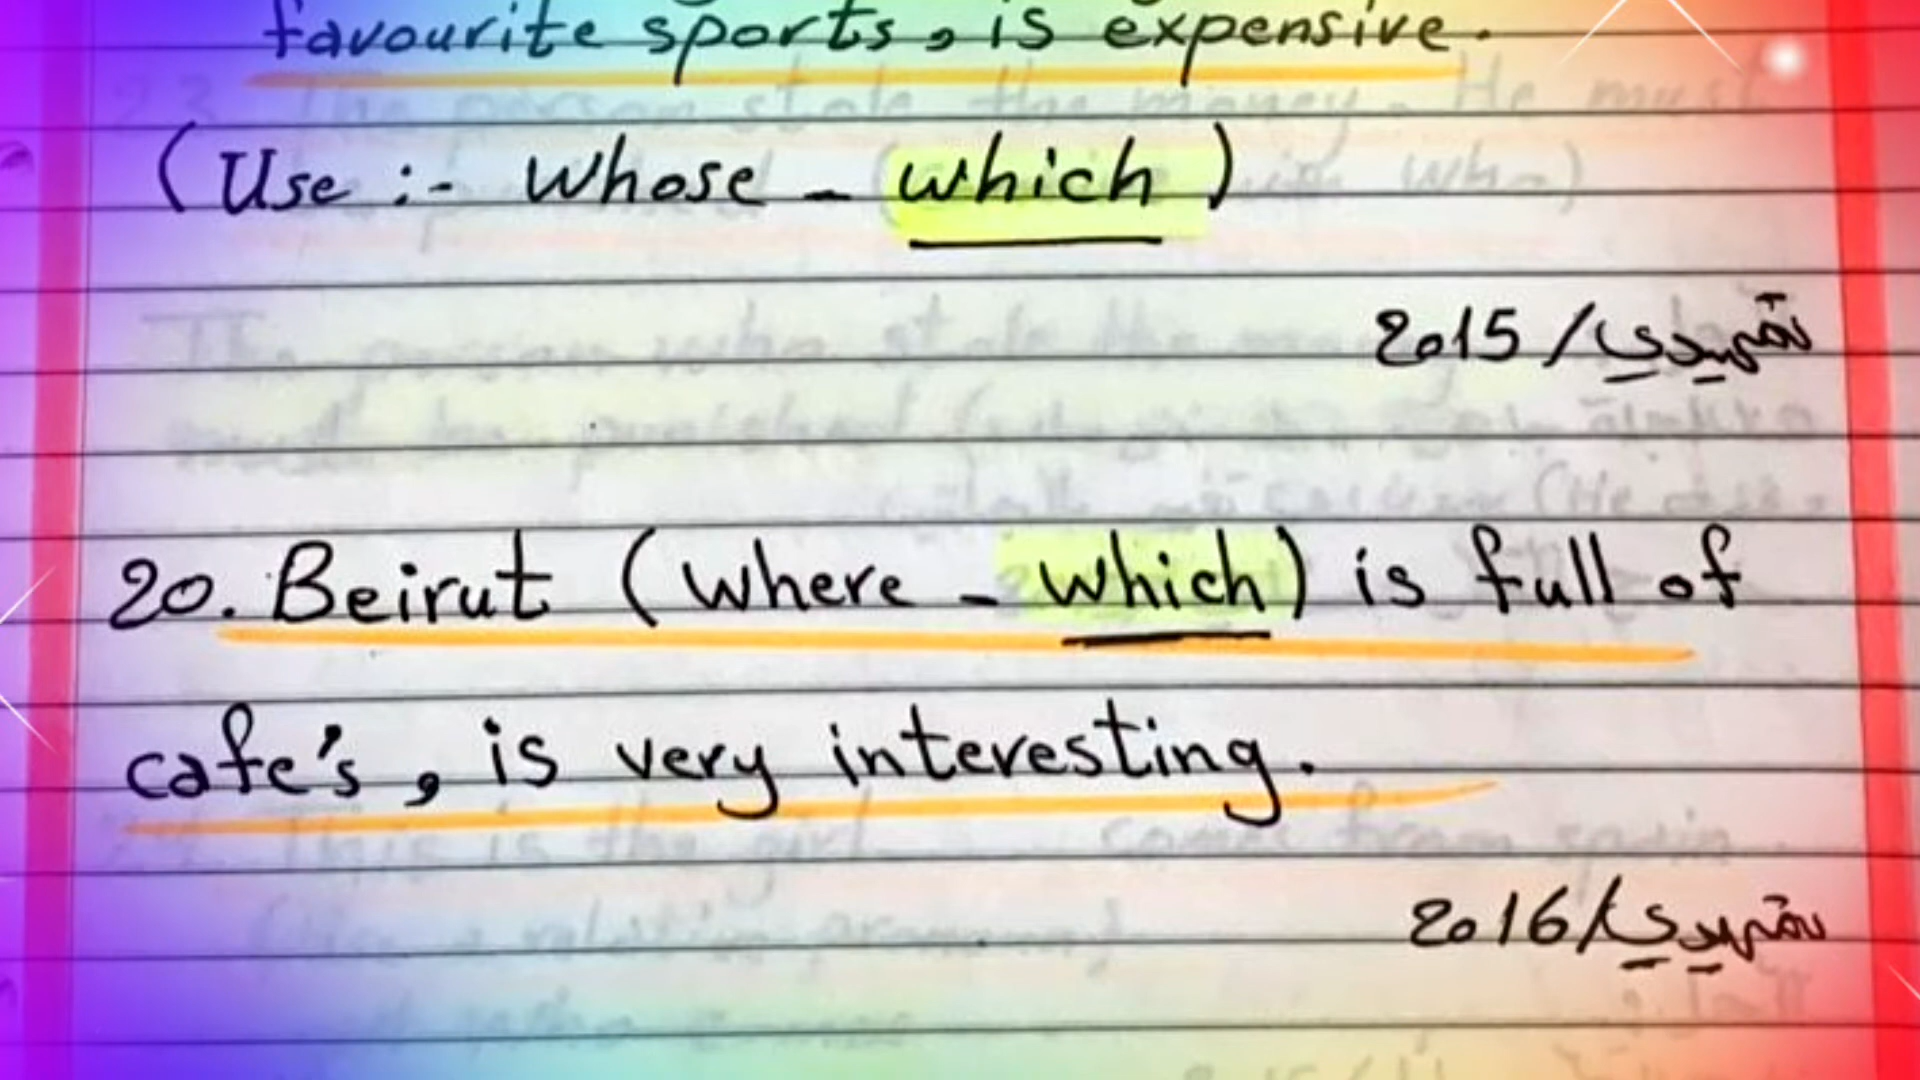 favourite sports, is expensive.
(Use :- whose - which)
تمهيدي / 2015
20. Beirut (where - which) is full of
cafe's, is very interesting.
تمهيدي / 2016